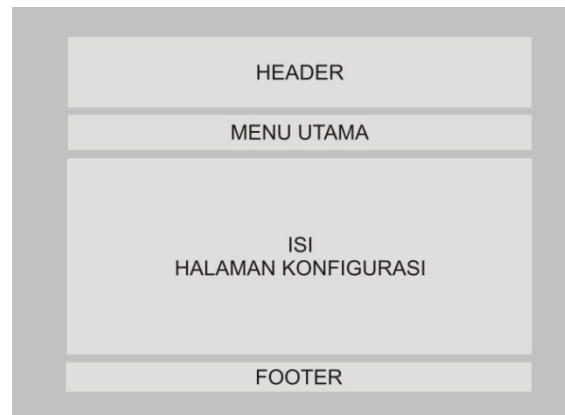 HEADER
MENU UTAMA
ISI
HALAMAN KONFIGURASI
FOOTER